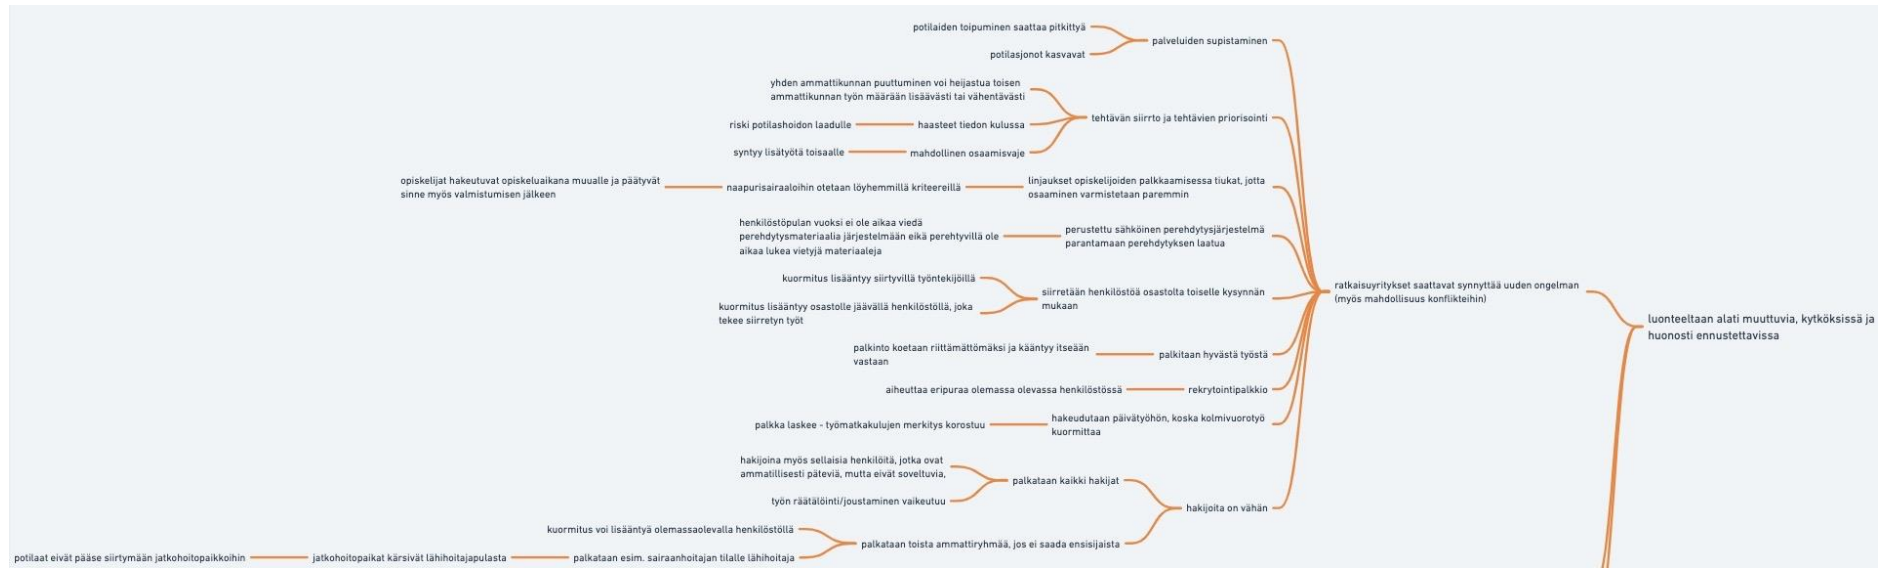 potilaiden toipuminen saattaa pitkittyä
palveluiden supistaminen
potilasjonot kasvavat
yhden ammattikunnan puuttuminen voi heijastua toisen
ammattikunnan työn määrään lisäävästi tai vähentävästi
tehtävän siirrto ja tehtävien priorisointi
riski potilashoidon laadulle
haasteet tiedon kulussa
syntyy lisätyötä toisaalle
mahdollinen osaamisvaje
opiskelijat hakeutuvat opiskeluaikana muualle ja päätyvät
sinne myös valmistumisen jälkeen
naapurisairaaloihin otetaan löyhemmillä kriteereillä
linjaukset opiskelijoiden palkkaamisessa tiukat, jotta
osaaminen varmistetaan paremmin
henkilöstöpulan vuoksi ei ole aikaa viedä
perehdytysmateriaalia järjestelmään eikä perehtyvillä ole
aikaa lukea vietyjä materiaaleja
perustettu sähköinen perehdytysjärjestelmä
parantamaan perehdytyksen laatua
kuormitus lisääntyy siirtyvillä työntekijöillä
kuormitus lisääntyy osastolle jäävällä henkilöstöllä, joka
tekee siirretyn työt
siirretään henkilöstöä osastolta toiselle kysynnän
mukaan
ratkaisuyritykset saattavat synnyttää uuden ongelman
(myös mahdollisuus konflikteihin)
luonteeltaan alati muuttuvia, kytköksissä ja
huonosti ennustettavissa
palkinto koetaan riittämättömäksi ja kääntyy itseään
vastaan
palkitaan hyvästä työstä
aiheuttaa eripuraa olemassa olevassa henkilöstössä
rekrytointipalkkio
palkka laskee - työmatkakulujen merkitys korostuu
hakeudutaan päivätyöhön, koska kolmivuorotyö
kuormittaa
hakijoina myös sellaisia henkilöitä, jotka ovat
ammatillisesti päteviä, mutta eivät soveltuvia,
työn räätälöinti/joustaminen vaikeutuu
palkataan kaikki hakijat
hakijoita on vähän
kuormitus voi lisääntyä olemassaolevalla henkilöstöllä
palkataan toista ammattiryhmää, jos ei saada ensisijaista
potilaat eivät pääse siirtymään jatkohoitopaikkoihin
jatkohoitopaikat kärsivät lähihoitajapulasta
palkataan esim. sairaanhoitajan tilalle lähihoitaja